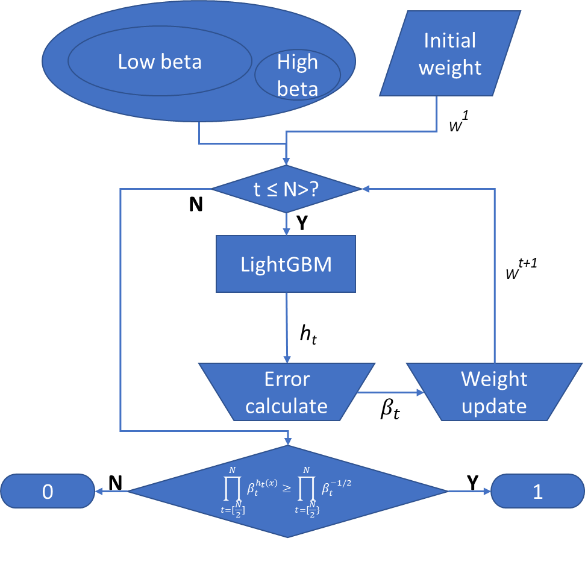 Low beta
High
beta
Initial
weight
w^1
t ≤ N>?
N
Y
LightGBM
w^{t+1}
h_t
Error
calculate
Weight
update
β_t
0
N
∏_{t=[N/2]}^{N} β_t^{h_t(x)} ≥ ∏_{t=[N/2]}^{N} β_t^{-1/2}
Y
1